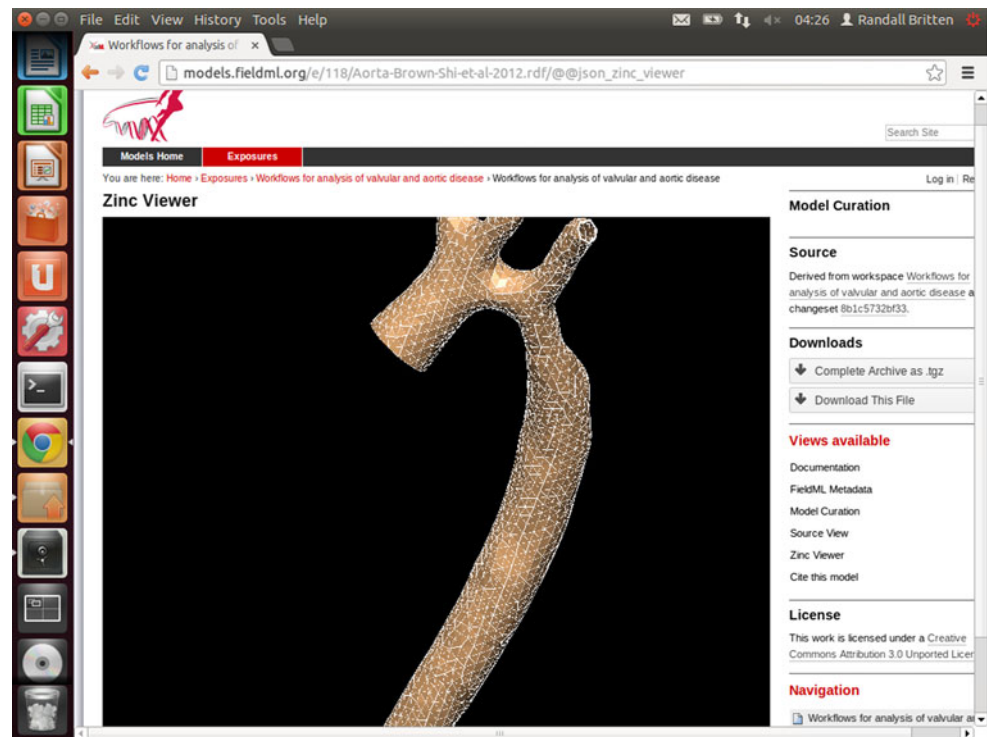 File Edit View History Tools Help
04:26 Randall Britten
Workflows for analysis of
models.fieldml.org/e/118/Aorta-Brown-Shi-et-al-2012.rdf/@@json_zinc_viewer
Search Site
Models Home Exposures
You are here: Home › Exposures › Workflows for analysis of valvular and aortic disease › Workflows for analysis of valvular and aortic disease
Log in Re
Zinc Viewer
Model Curation
Source
Derived from workspace Workflows for
analysis of valvular and aortic disease a
changeset 8b1c5732bf33.
Downloads
Complete Archive as .tgz
Download This File
Views available
Documentation
FieldML Metadata
Model Curation
Source View
Zinc Viewer
Cite this model
License
This work is licensed under a Creative
Commons Attribution 3.0 Unported Licen
Navigation
Workflows for analysis of valvular a